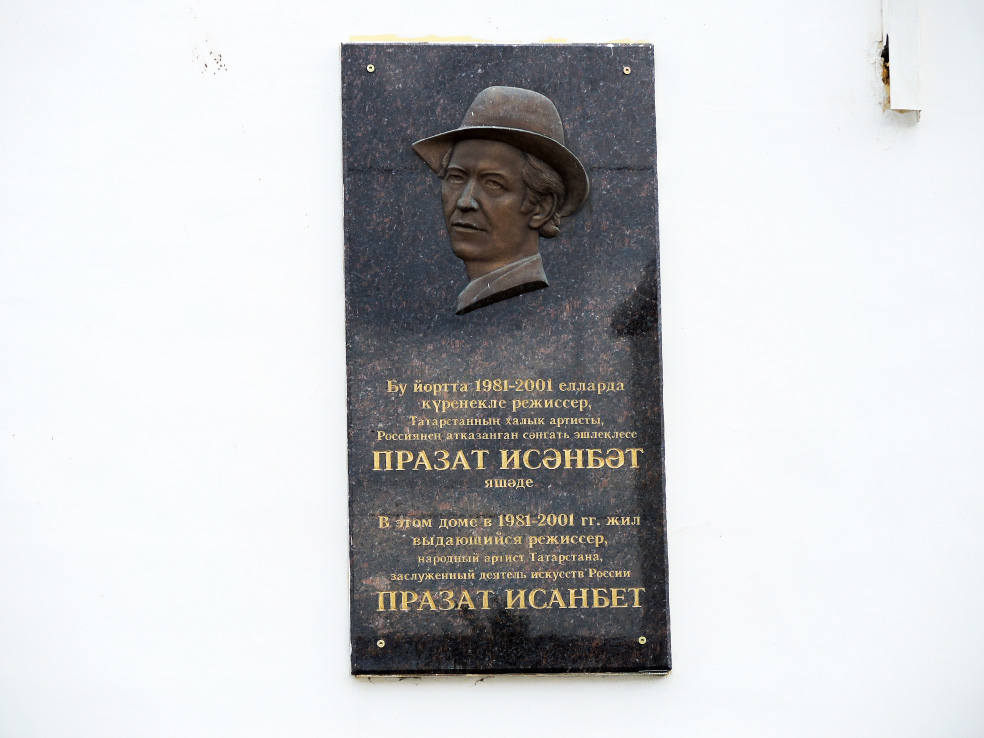 Бу йортта 1981-2001 елларда
күренекле режиссер,
Татарстанның халык артисты,
Россиянең атказанган сәнгать эшлеклесе
ПРАЗАТ ИСӘНБӘТ
яшәде
В этом доме в 1981-2001 гг. жил
выдающийся режиссер,
народный артист Татарстана,
заслуженный деятель искусств России
ПРАЗАТ ИСАНБЕТ